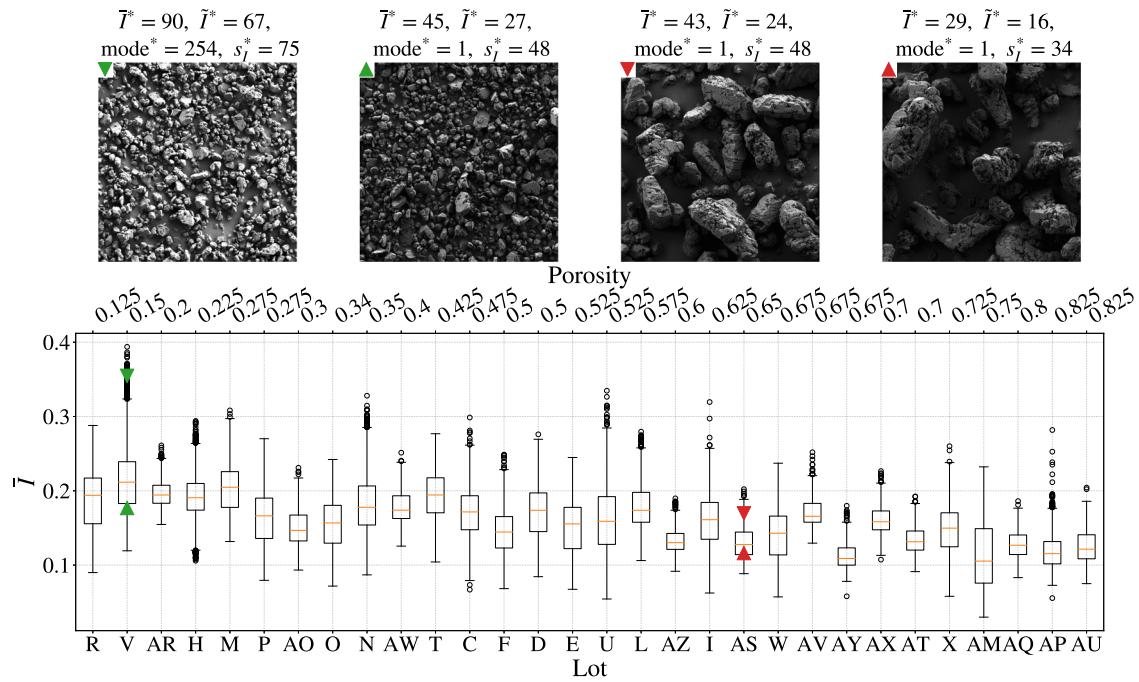 Ī* = 90, Ĩ* = 67,
mode* = 254, s*_I = 75
Ī* = 45, Ĩ* = 27,
mode* = 1, s*_I = 48
Ī* = 43, Ĩ* = 24,
mode* = 1, s*_I = 48
Ī* = 29, Ĩ* = 16,
mode* = 1, s*_I = 34
Porosity
0.125 0.15 0.2 0.225 0.275 0.275 0.3 0.34 0.35 0.4 0.425 0.475 0.5 0.5 0.525 0.525 0.575 0.6 0.625 0.65 0.675 0.675 0.675 0.7 0.7 0.725 0.75 0.8 0.825 0.825
0.4
0.3
0.2
0.1
Ī
R V AR H M P AO O N AW T C F D E U L AZ I AS W AV AY AX AT X AM AQ AP AU
Lot